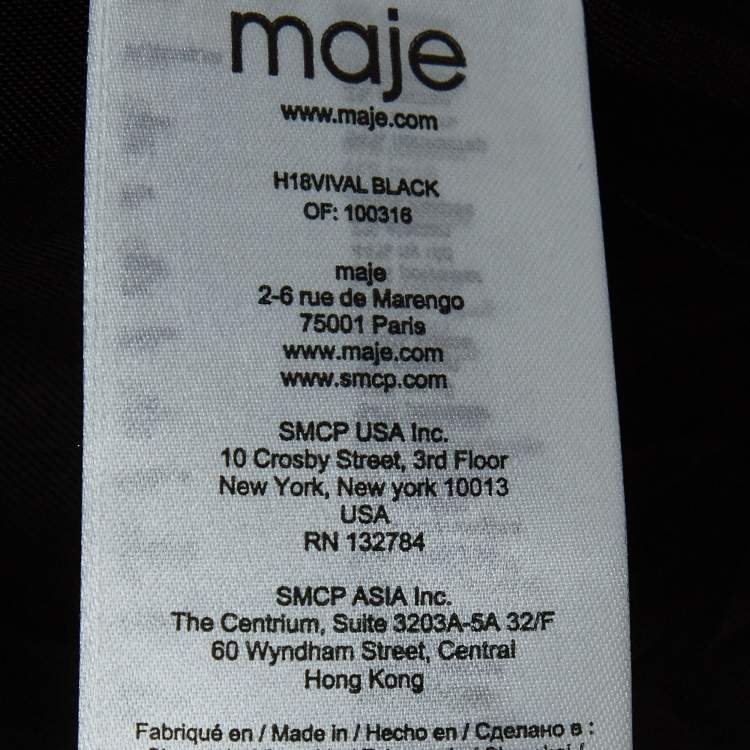 maje
www.maje.com
H18VIVAL BLACK
OF: 100316
maje
2-6 rue de Marengo
75001 Paris
www.maje.com
www.smcp.com
SMCP USA Inc.
10 Crosby Street, 3rd Floor
New York, New york 10013
USA
RN 132784
SMCP ASIA Inc.
The Centrium, Suite 3203A-5A 32/F
60 Wyndham Street, Central
Hong Kong
Fabriqué en / Made in / Hecho en / Сделано в :